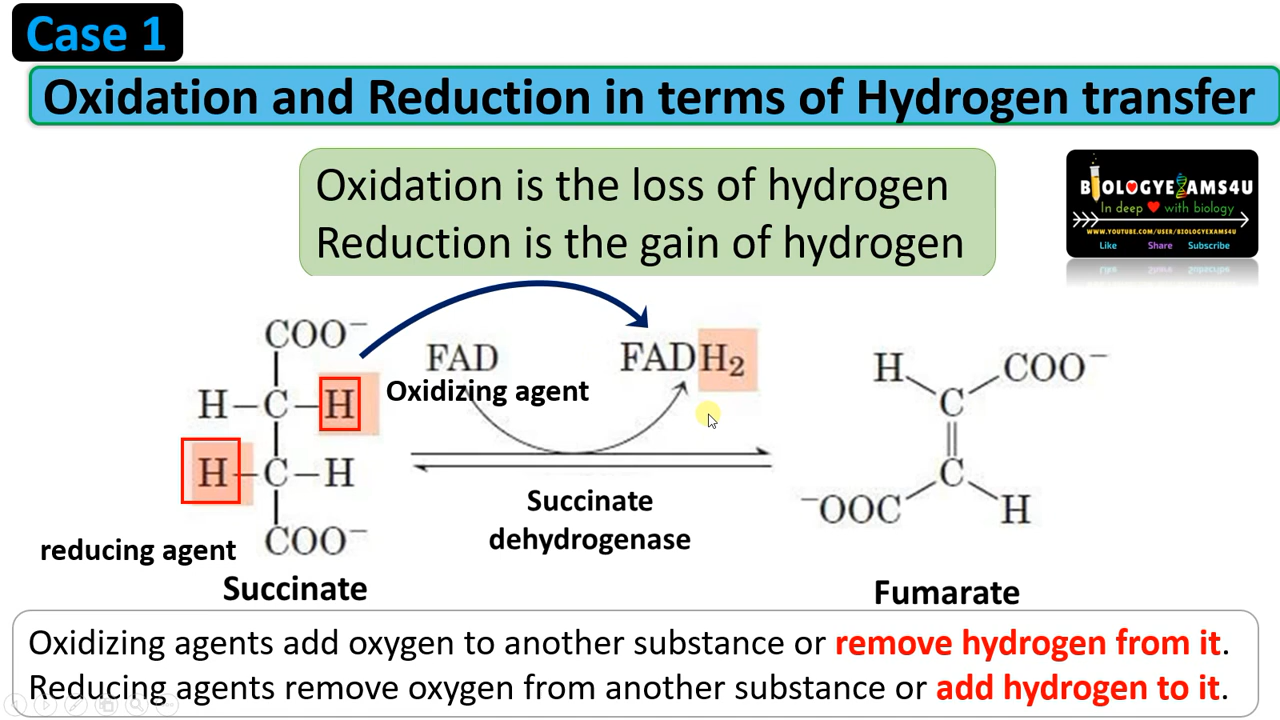 Case 1
Oxidation and Reduction in terms of Hydrogen transfer
Oxidation is the loss of hydrogen
Reduction is the gain of hydrogen
BIOLOGYEXAMS4U
In deep ❤ with biology
WWW.YOUTUBE.COM/USER/BIOLOGYEXAMS4U
Like Share Subscribe
COO⁻
H–C–H
H–C–H
COO⁻
reducing agent
Succinate
FAD
FADH₂
Oxidizing agent
Succinate
dehydrogenase
H COO⁻
C
C
⁻OOC H
Fumarate
Oxidizing agents add oxygen to another substance or remove hydrogen from it.
Reducing agents remove oxygen from another substance or add hydrogen to it.